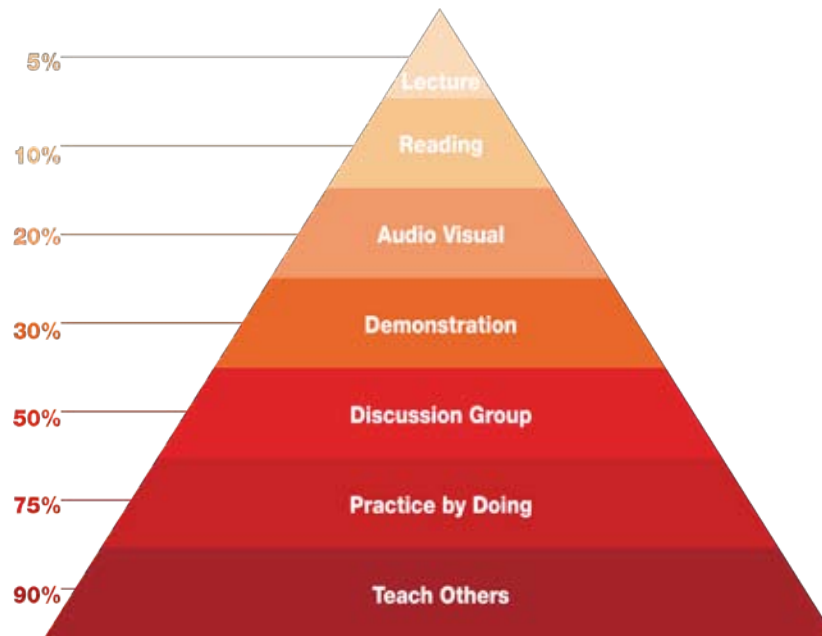 5%
Lecture
10%
Reading
20%
Audio Visual
30%
Demonstration
50%
Discussion Group
75%
Practice by Doing
90%
Teach Others